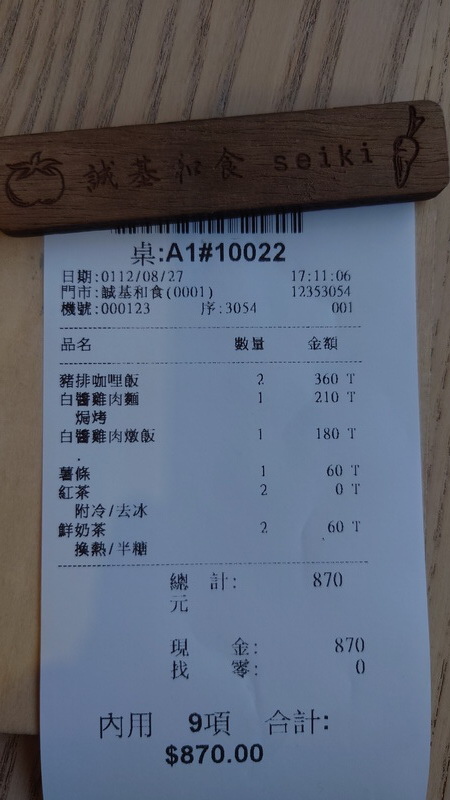 誠基和食 seiki
桌:A1#10022
日期:0112/08/27 17:11:06
門市:誠基和食(0001) 12353054
機號:000123 序:3054 001
品名 數量 金額
豬排咖哩飯 2 360 T
白醬雞肉麵 1 210 T
焗烤
白醬雞肉燉飯 1 180 T
.
薯條 1 60 T
紅茶 2 0 T
附冷/去冰
鮮奶茶 2 60 T
換熱/半糖
總 計: 870
元
現 金: 870
找 零: 0
內用 9項 合計:
$870.00